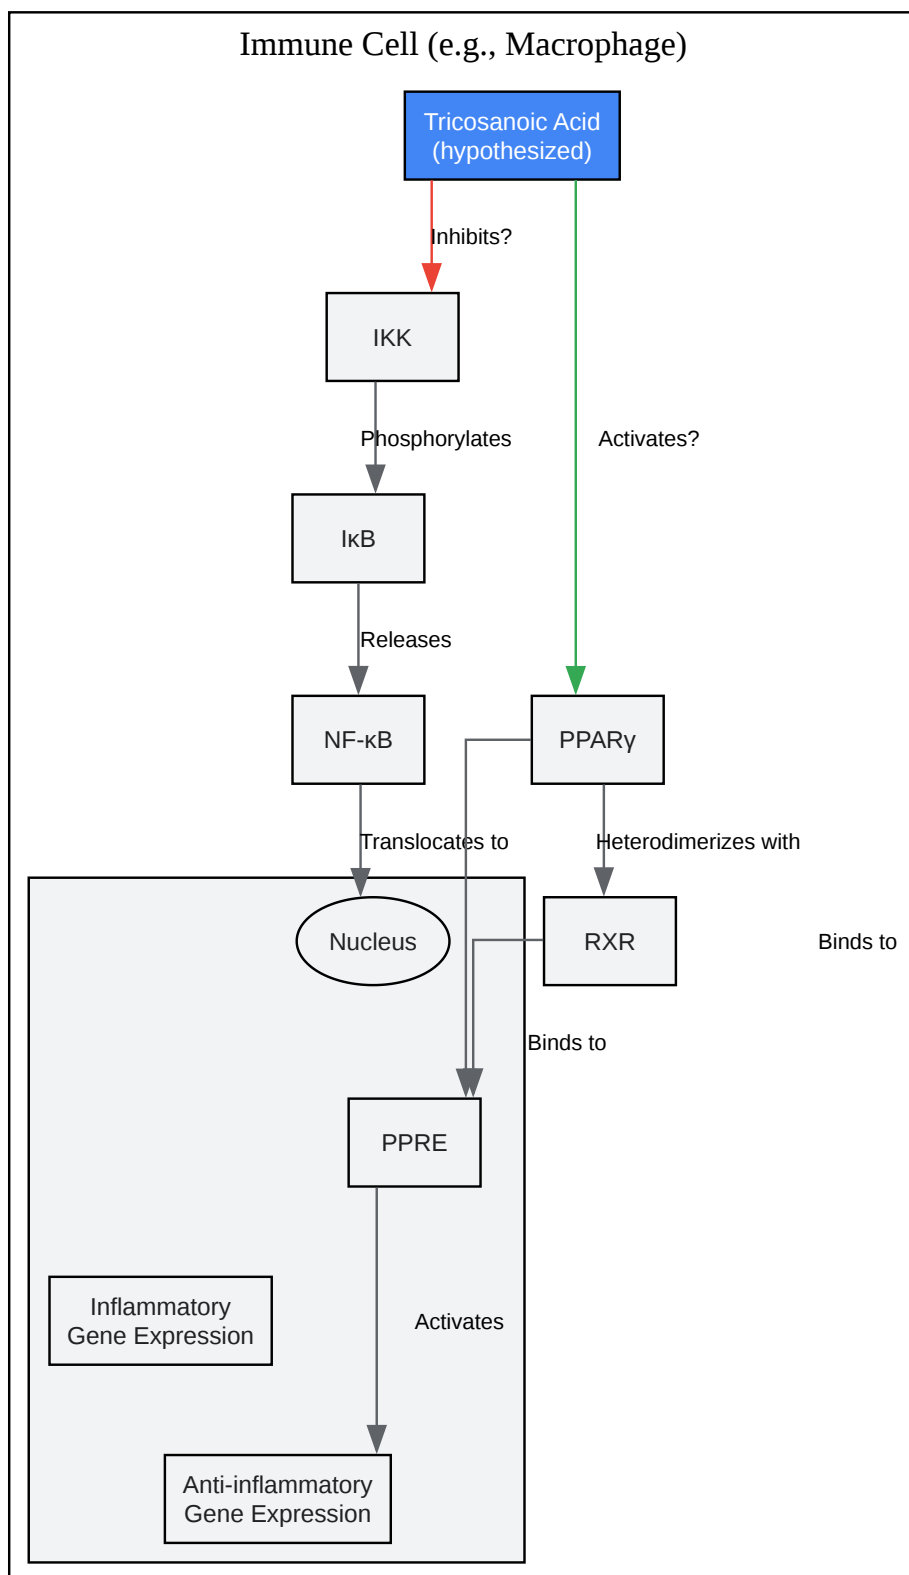 Immune Cell (e.g., Macrophage)
Tricosanoic Acid
(hypothesized)
Inhibits?
IKK
Phosphorylates
Activates?
IκB
Releases
NF-κB
PPARγ
Translocates to
Heterodimerizes with
Nucleus
RXR
Binds to
Binds to
PPRE
Inflammatory
Gene Expression
Activates
Anti-inflammatory
Gene Expression